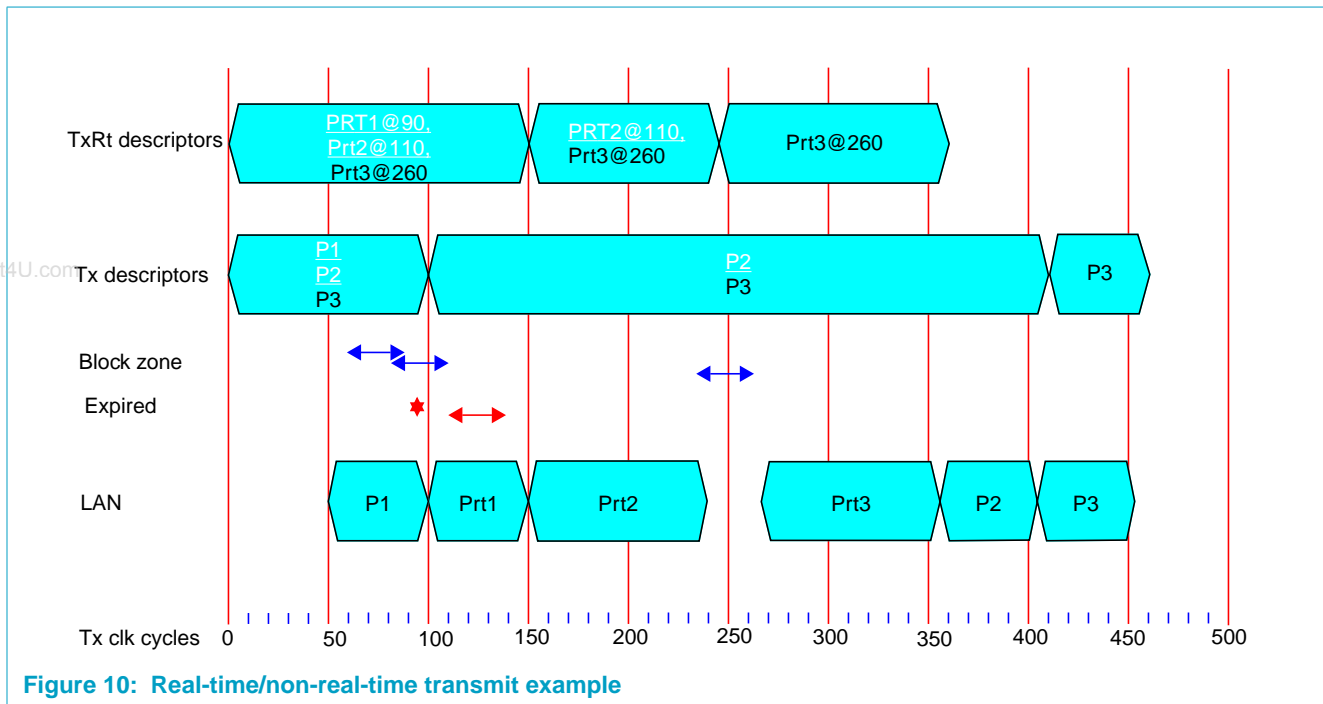 PRT1@90,
Prt2@110,
Prt3@260
PRT2@110,
Prt3@260
Prt3@260
TxRt descriptors
P1
P2
P3
P2
P3
P3
t4U.com
Tx descriptors
Block zone
Expired
LAN
P1
Prt1
Prt2
Prt3
P2
P3
Tx clk cycles
0 50 100 150 200 250 300 350 400 450 500
Figure 10: Real-time/non-real-time transmit example